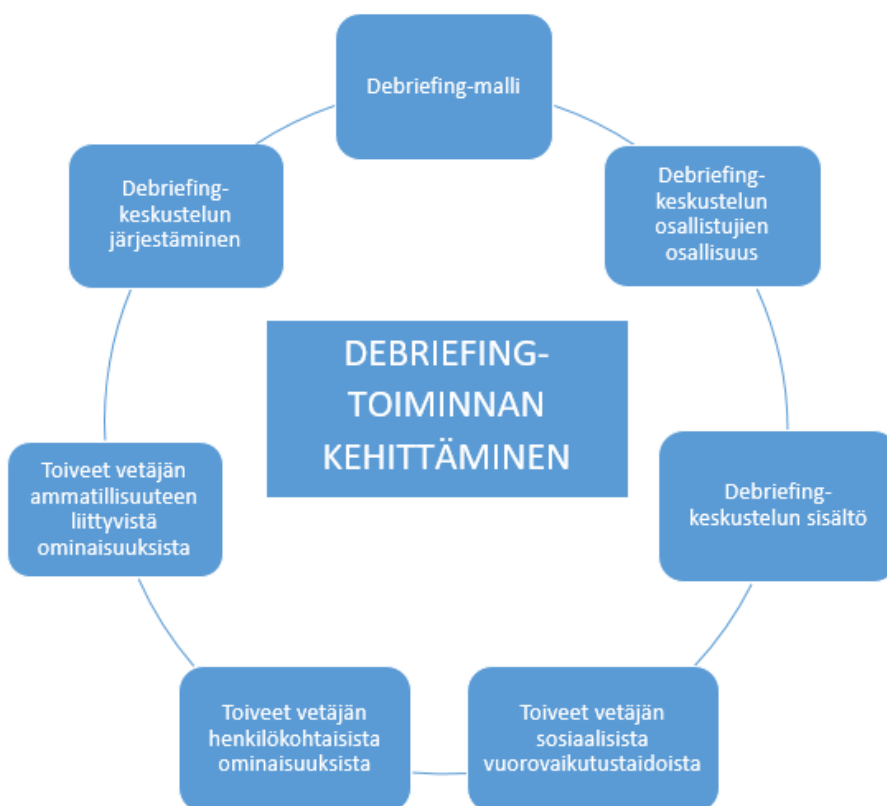 Debriefing-malli
Debriefing-
keskustelun
osallistujien
osallisuus
Debriefing-
keskustelun sisältö
Toiveet vetäjän
sosiaalisista
vuorovaikutustaidoista
Toiveet vetäjän
henkilökohtaisista
ominaisuuksista
Toiveet vetäjän
ammatillisuuteen
liittyvistä
ominaisuuksista
Debriefing-
keskustelun
järjestäminen
DEBRIEFING-
TOIMINNAN
KEHITTÄMINEN